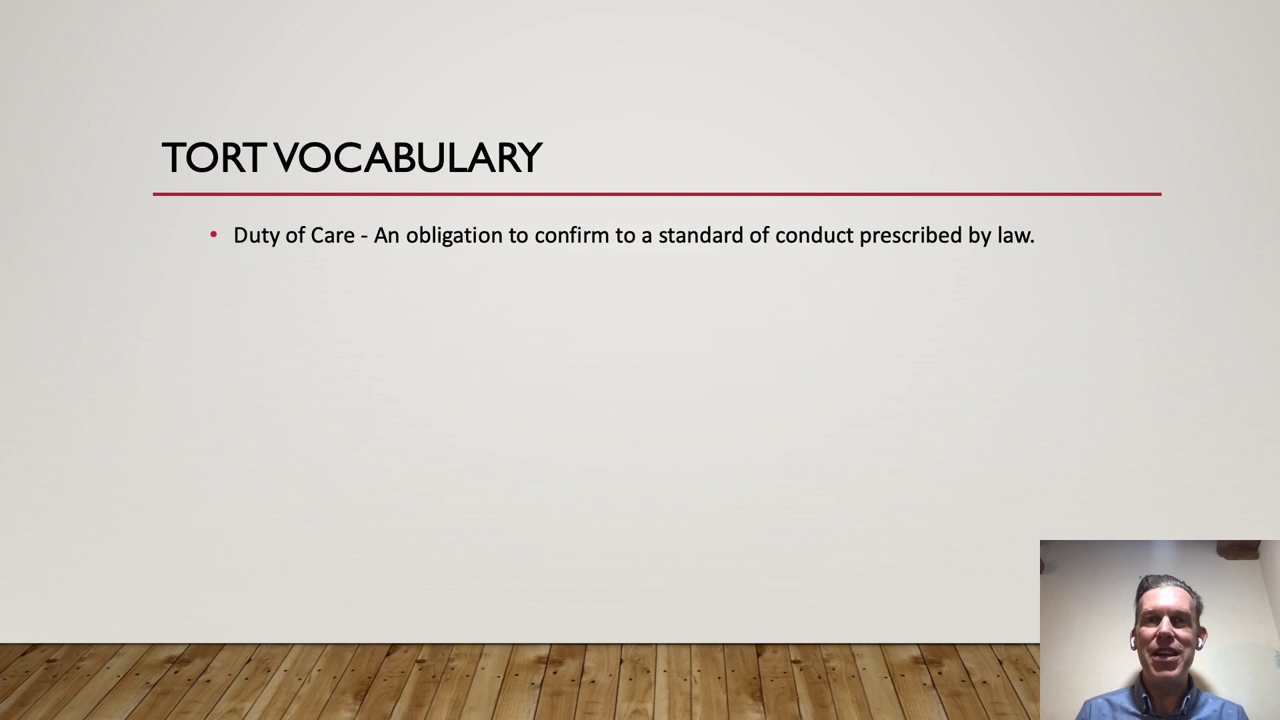 TORT VOCABULARY
• Duty of Care - An obligation to confirm to a standard of conduct prescribed by law.